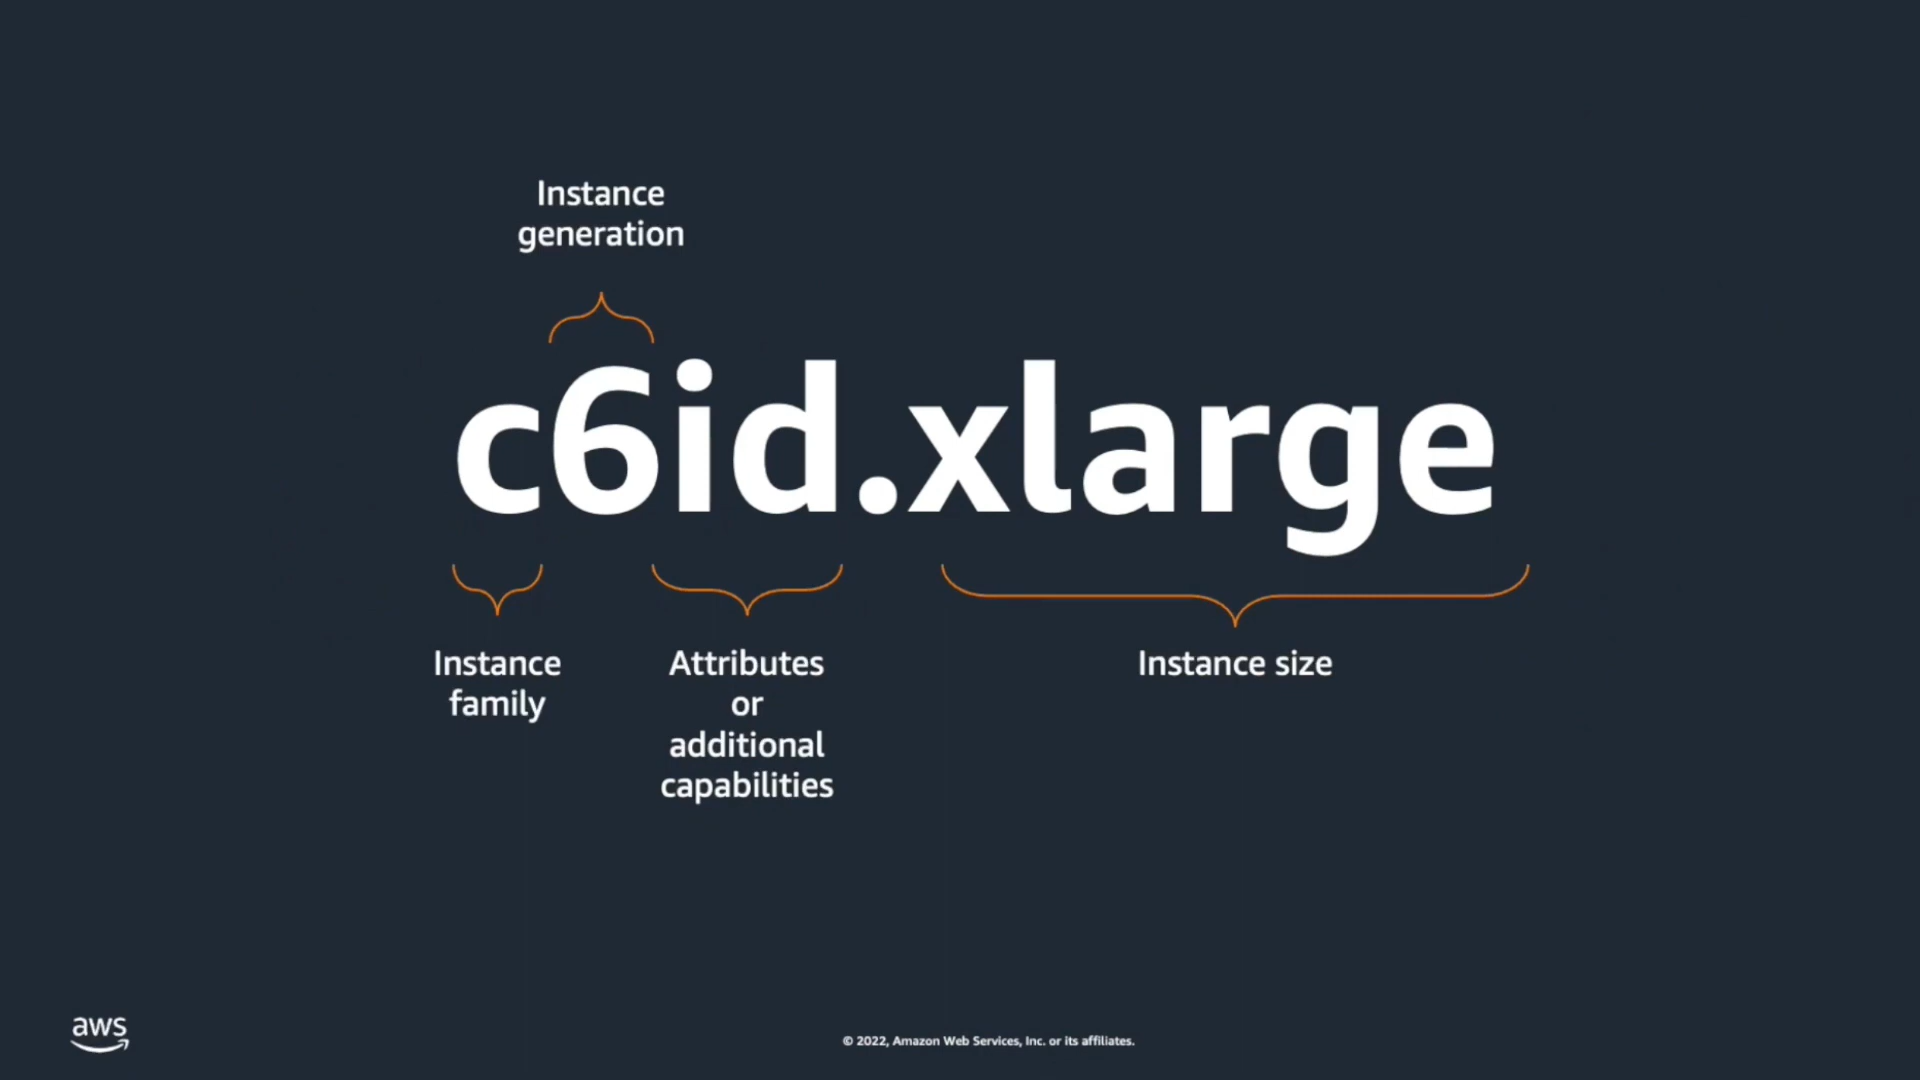 Instance
generation
c6id.xlarge
Instance
family
Attributes
or
additional
capabilities
Instance size
aws
© 2022, Amazon Web Services, Inc. or its affiliates.